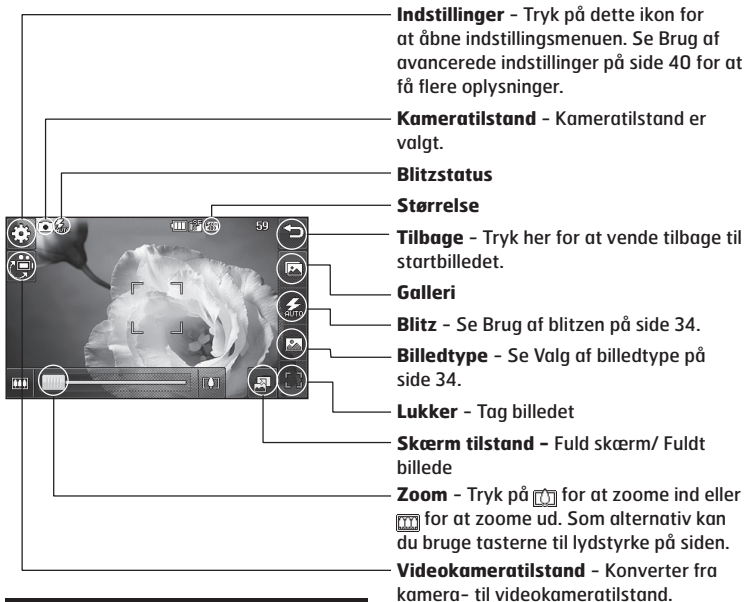 Indstillinger – Tryk på dette ikon for
at åbne indstillingsmenuen. Se Brug af
avancerede indstillinger på side 40 for at
få flere oplysninger.
Kameratilstand – Kameratilstand er
valgt.
Blitzstatus
Størrelse
Tilbage – Tryk her for at vende tilbage til
startbilledet.
Galleri
Blitz – Se Brug af blitzen på side 34.
Billedtype – Se Valg af billedtype på
side 34.
Lukker – Tag billedet
Skærm tilstand – Fuld skærm/ Fuldt
billede
Zoom – Tryk på for at zoome ind eller
for at zoome ud. Som alternativ kan
du bruge tasterne til lydstyrke på siden.
Videokameratilstand – Konverter fra
kamera- til videokameratilstand.
59
AUTO